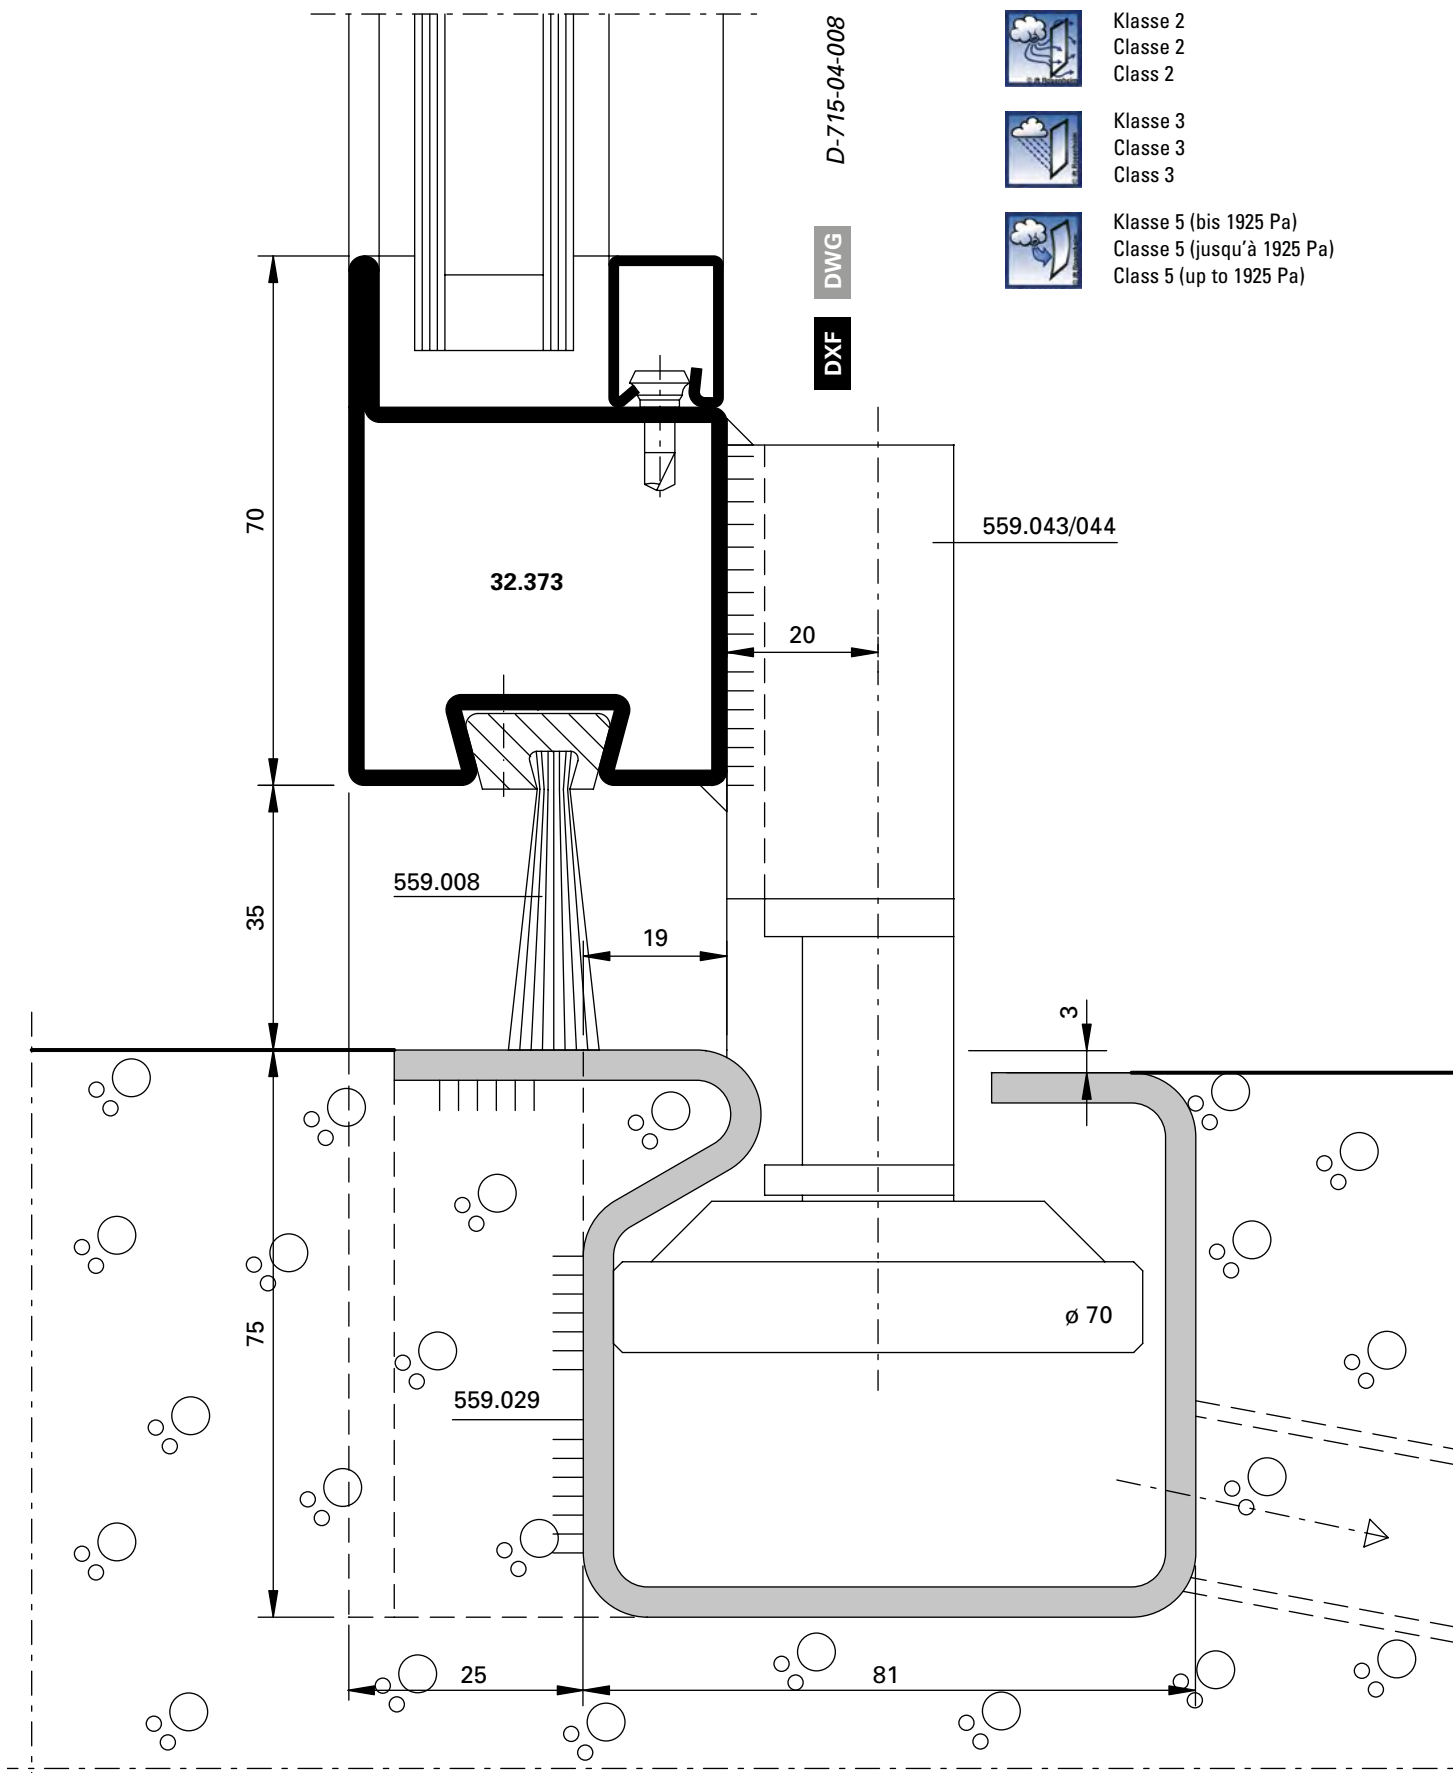 D-715-04-008
Klasse 2
Classe 2
Class 2
Klasse 3
Classe 3
Class 3
Klasse 5 (bis 1925 Pa)
Classe 5 (jusqu'à 1925 Pa)
Class 5 (up to 1925 Pa)
DWG
DXF
70
559.043/044
32.373
20
559.008
35
19
3
ø 70
75
559.029
25
81